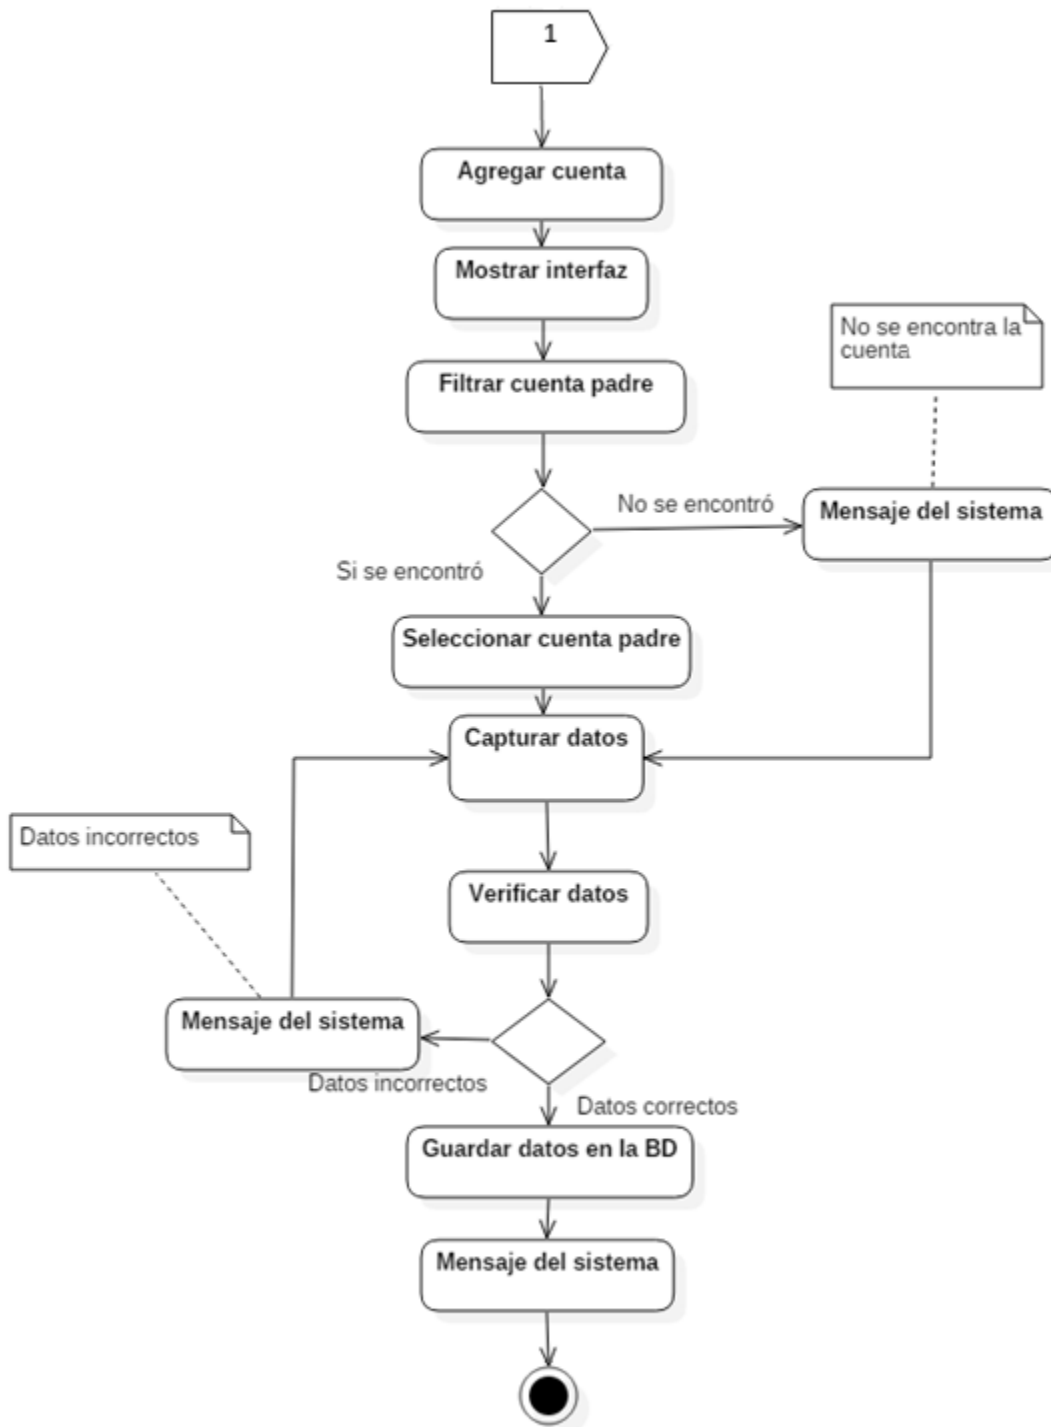 1
Agregar cuenta
Mostrar interfaz
No se encontra la
cuenta
Filtrar cuenta padre
No se encontró
Mensaje del sistema
Si se encontró
Seleccionar cuenta padre
Capturar datos
Datos incorrectos
Verificar datos
Mensaje del sistema
Datos incorrectos
Datos correctos
Guardar datos en la BD
Mensaje del sistema